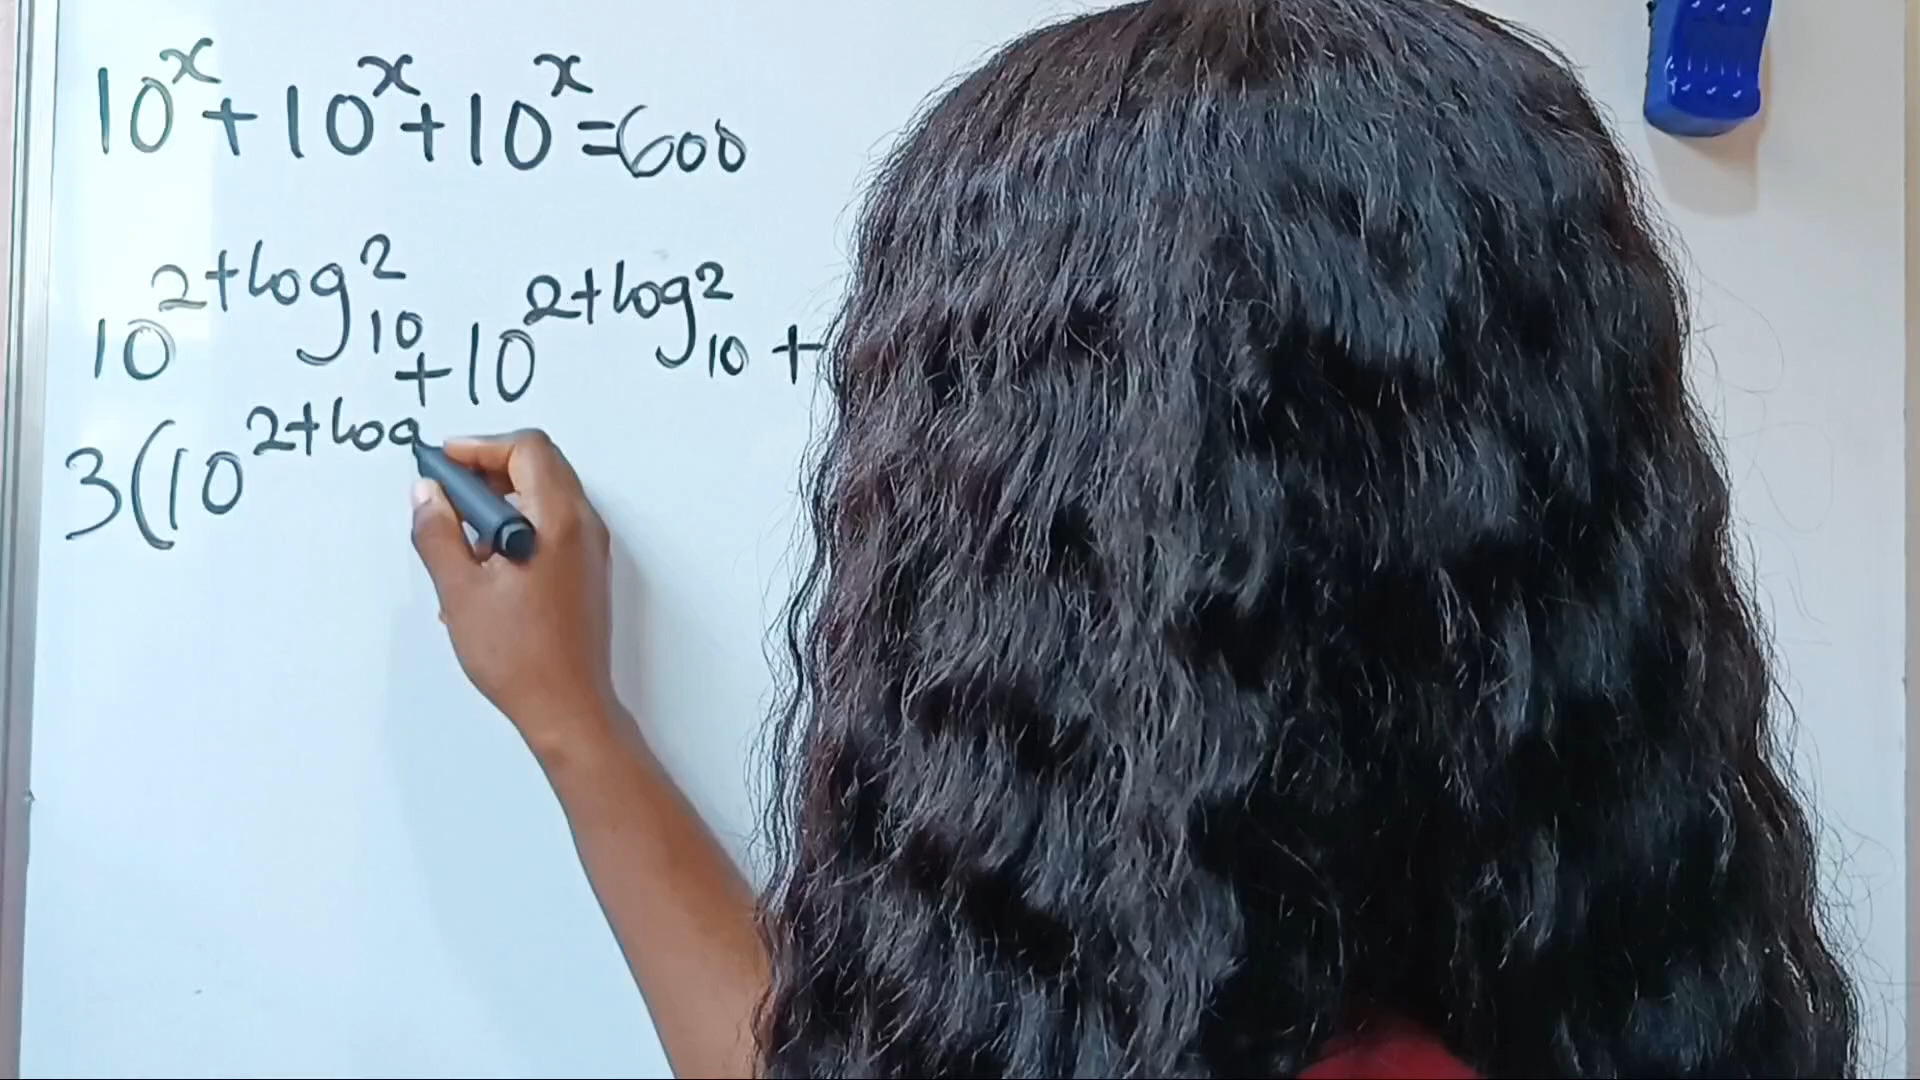 10^x + 10^x + 10^x = 600
10^(2+log_10^2) + 10^(2+log_10^2) +
3(10^(2+log